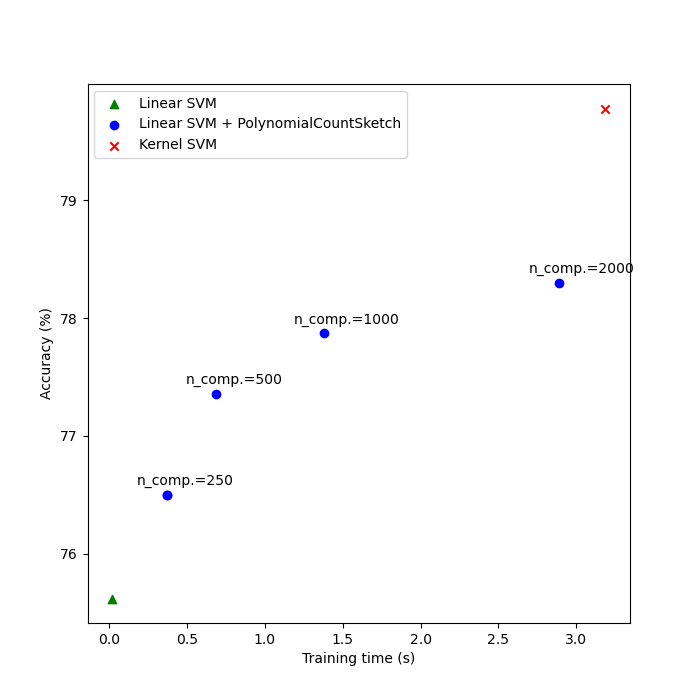 Linear SVM
Linear SVM + PolynomialCountSketch
Kernel SVM
79
n_comp.=2000
78
n_comp.=1000
n_comp.=500
77
n_comp.=250
76
Accuracy (%)
0.0 0.5 1.0 1.5 2.0 2.5 3.0
Training time (s)